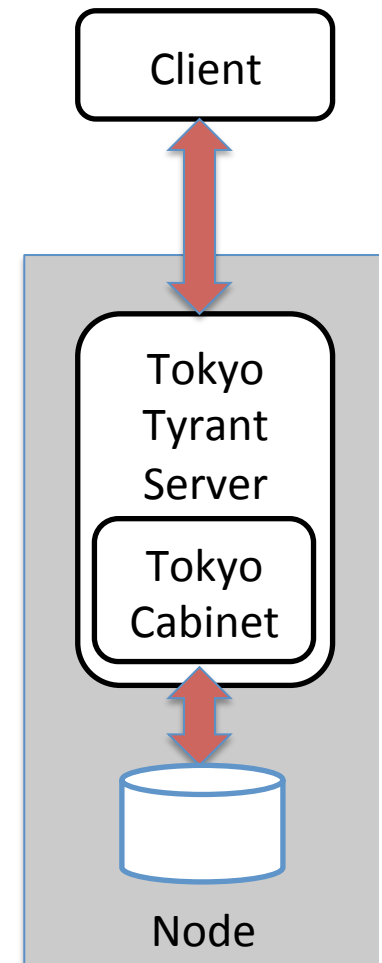 Client
Tokyo
Tyrant
Server
Tokyo
Cabinet
Node